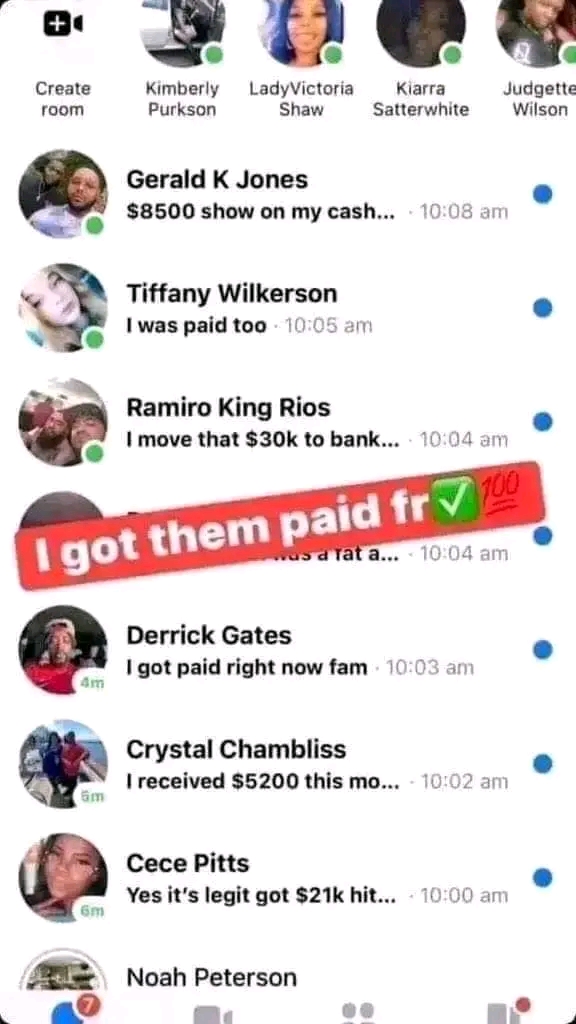 Create
room
Kimberly
Purkson
LadyVictoria
Shaw
Kiarra
Satterwhite
Judgette
Wilson
Gerald K Jones
$8500 show on my cash... · 10:08 am
Tiffany Wilkerson
I was paid too · 10:05 am
Ramiro King Rios
I move that $30k to bank... · 10:04 am
I got them paid fr✅💯
a fat a... · 10:04 am
Derrick Gates
I got paid right now fam · 10:03 am
4m
Crystal Chambliss
I received $5200 this mo... · 10:02 am
6m
Cece Pitts
Yes it's legit got $21k hit... · 10:00 am
6m
Noah Peterson
7